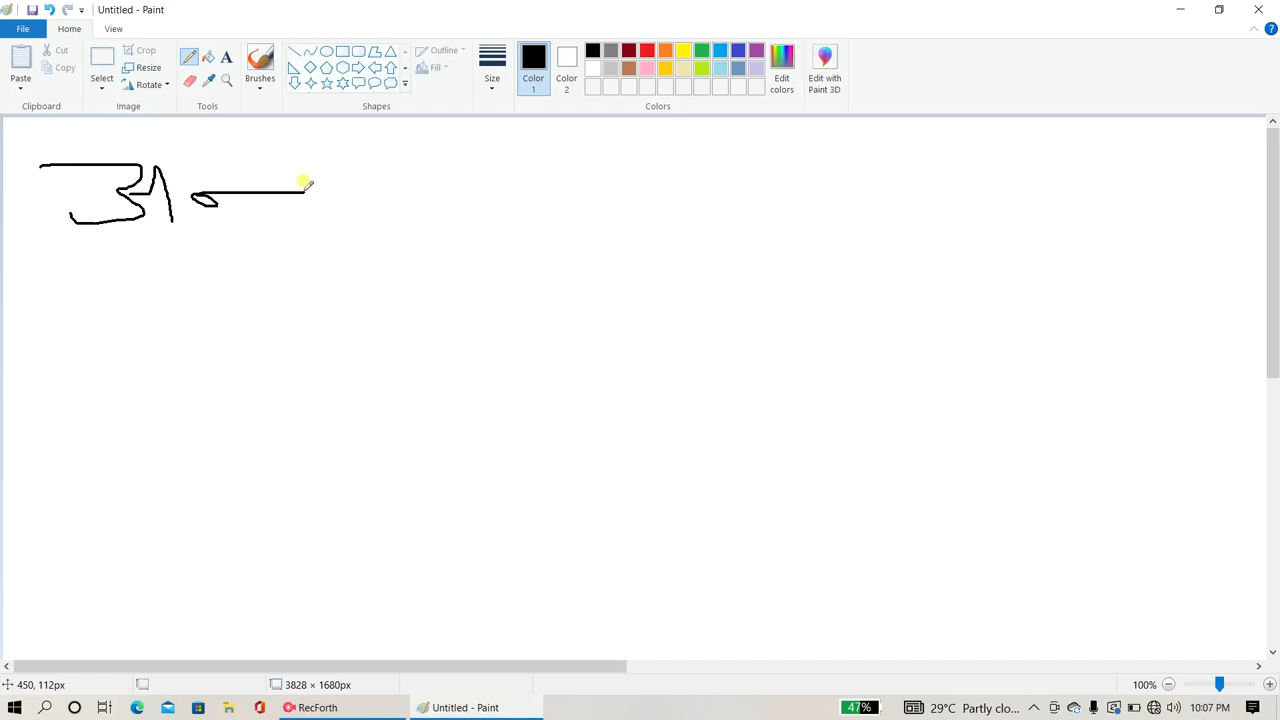 Untitled - Paint
File
Home
View
Paste
Cut
Copy
Clipboard
Select
Crop
Resize
Rotate
Image
Tools
Brushes
Outline
Fill
Shapes
Size
Color 1
Color 2
Edit colors
Colors
Edit with Paint 3D
450, 112px
3828 × 1680px
100%
RecForth
Untitled - Paint
47%
29°C Partly clo...
10:07 PM